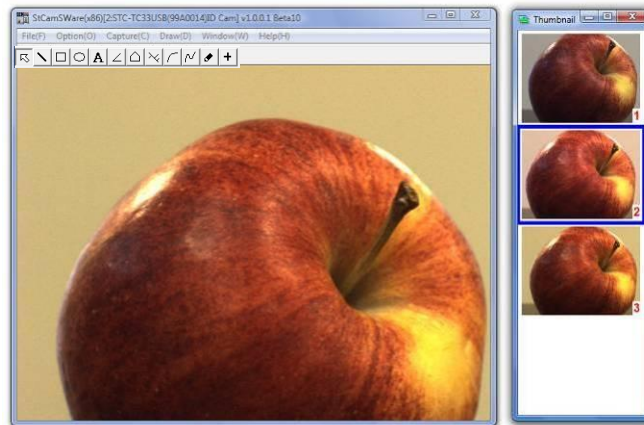 StCamSWare(x86)[2:STC-TC33USB(99A0014)]ID Cam] v1.0.0.1 Beta10
File(F) Option(O) Capture(C) Draw(D) Window(W) Help(H)
A
Thumbnail
1
2
3